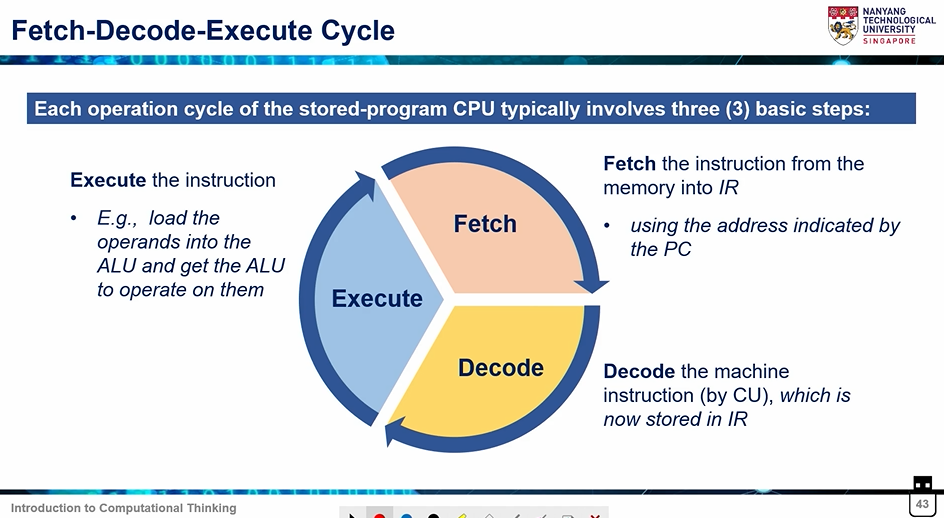 Fetch-Decode-Execute Cycle
NANYANG
TECHNOLOGICAL
UNIVERSITY
SINGAPORE
Each operation cycle of the stored-program CPU typically involves three (3) basic steps:
Execute the instruction
• E.g., load the
operands into the
ALU and get the ALU
to operate on them
Fetch
Execute
Decode
Fetch the instruction from the
memory into IR
• using the address indicated by
the PC
Decode the machine
instruction (by CU), which is
now stored in IR
Introduction to Computational Thinking
43